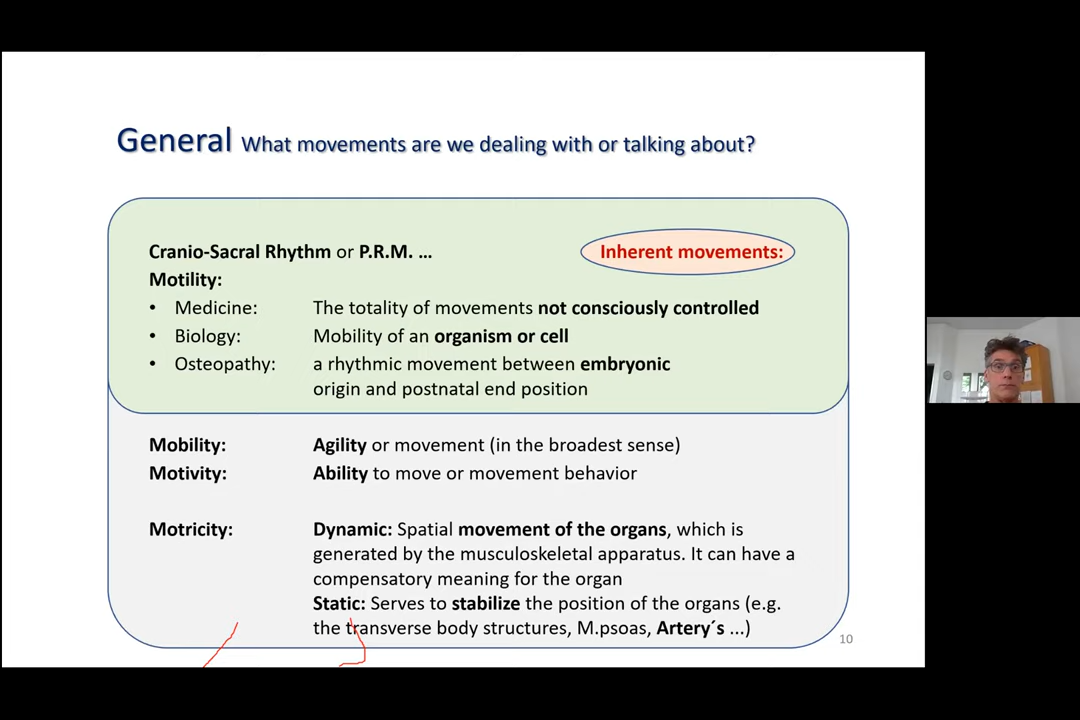 General What movements are we dealing with or talking about?
Cranio-Sacral Rhythm or P.R.M. ...
Inherent movements:
Motility:
• Medicine: The totality of movements not consciously controlled
• Biology: Mobility of an organism or cell
• Osteopathy: a rhythmic movement between embryonic
origin and postnatal end position
Mobility: Agility or movement (in the broadest sense)
Motivity: Ability to move or movement behavior
Motricity: Dynamic: Spatial movement of the organs, which is
generated by the musculoskeletal apparatus. It can have a
compensatory meaning for the organ
Static: Serves to stabilize the position of the organs (e.g.
the transverse body structures, M.psoas, Artery´s ...)
10